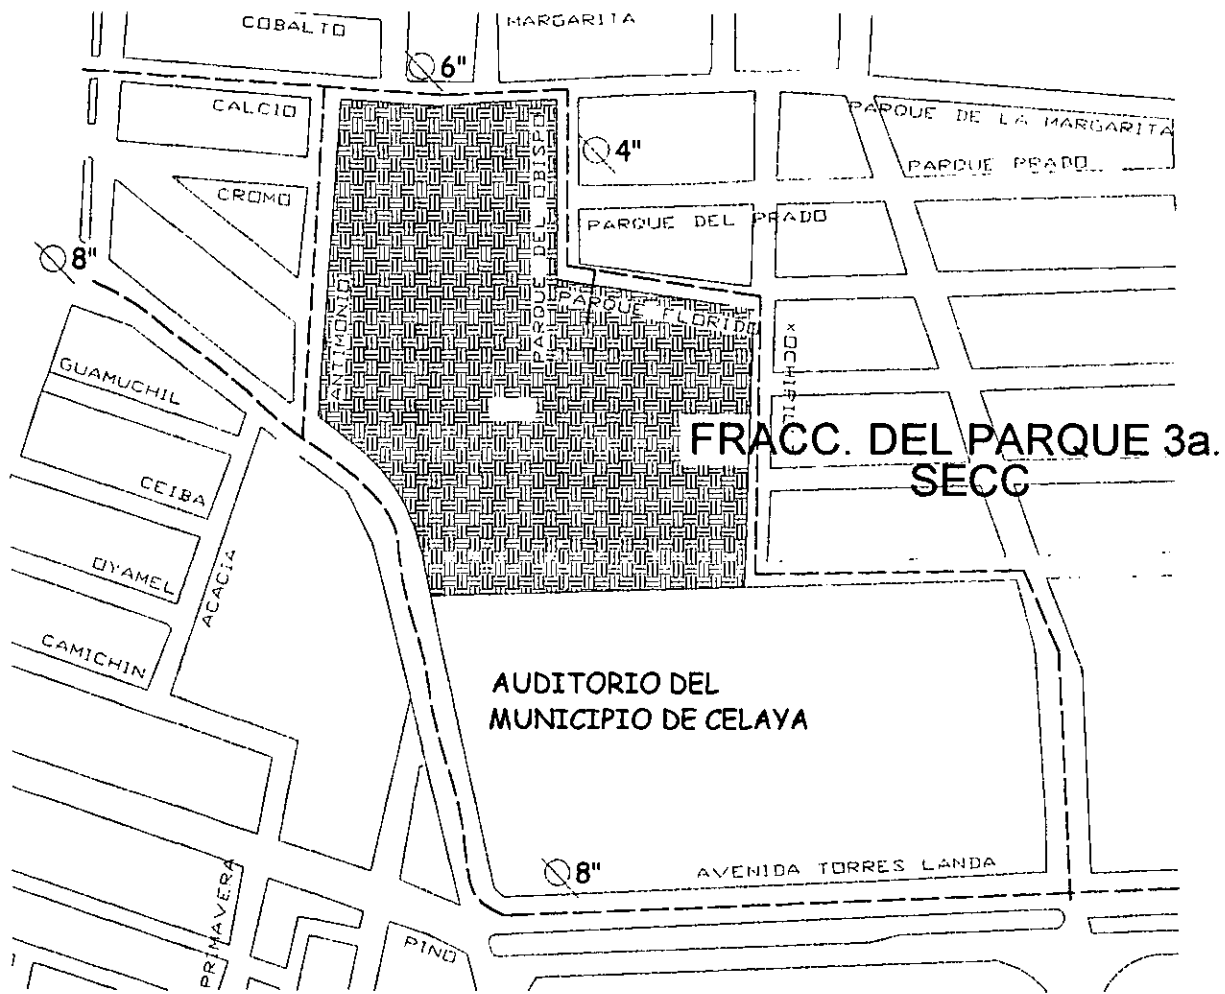 COBALTO
MARGARITA
6"
CALCIO
PARQUE DE LA MARGARITA
4"
PARQUE PRADO
CROMO
PARQUE DEL OBISPO
PARQUE DEL PRADO
8"
ANTIMONIO
PARQUE FLORIDO
GUAMUCHIL
FRACC. DEL PARQUE 3a.
SECC
CEIBA
OYAMEL
ACACIA
CAMICHIN
AUDITORIO DEL
MUNICIPIO DE CELAYA
8"
AVENIDA TORRES LANDA
PRIMAVERA
PINO